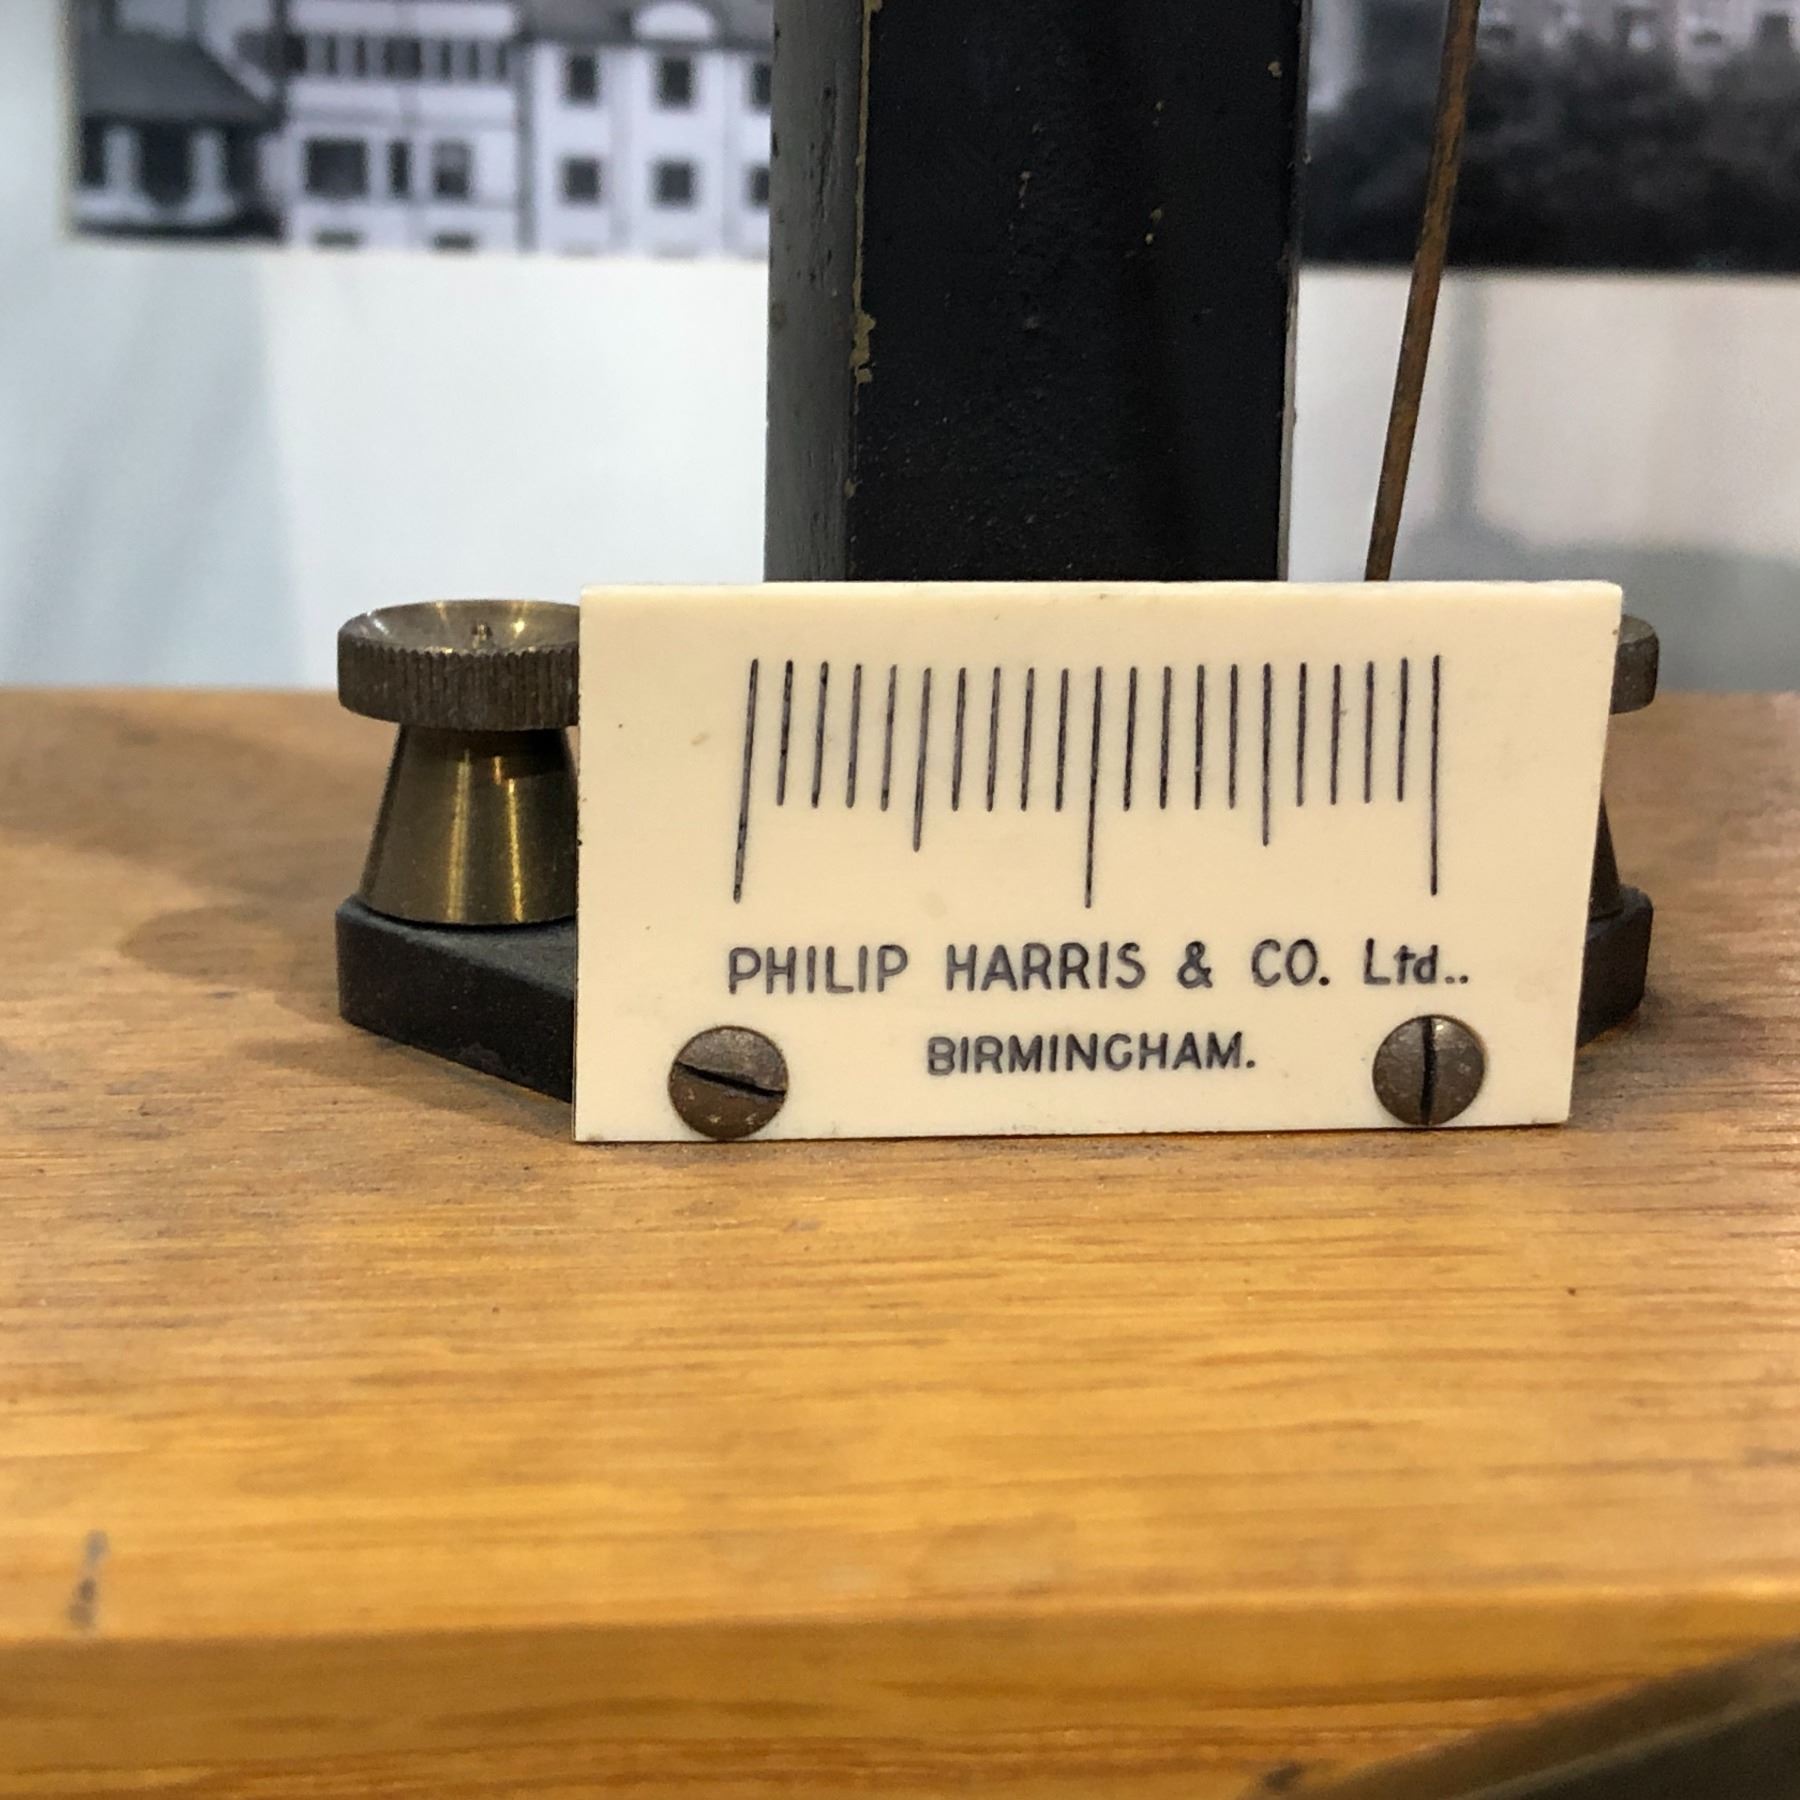 PHILIP HARRIS & CO. Ltd..
BIRMINGHAM.